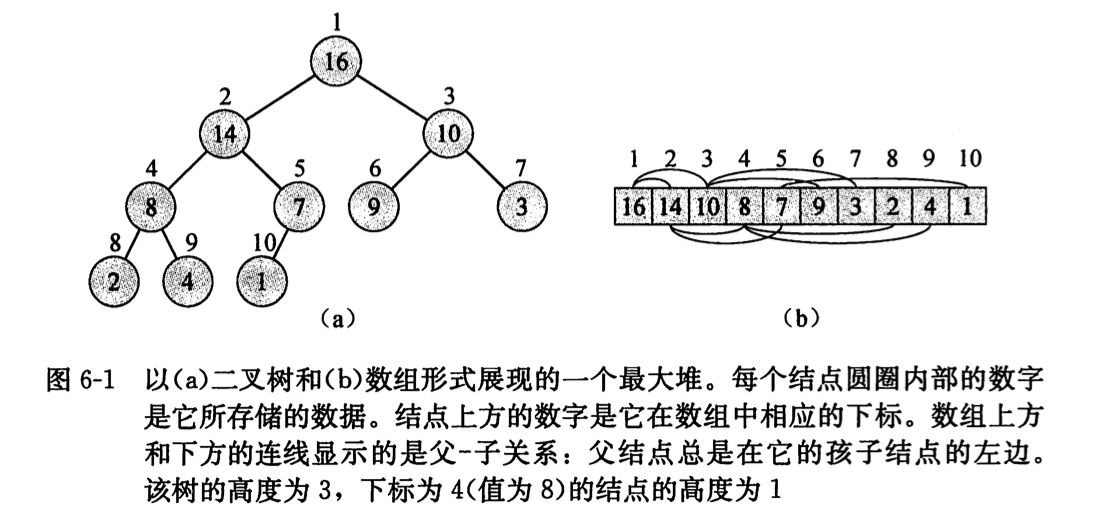 1
16
2 3
14 10
4 5 6 7
8 7 9 3
8 9 10
2 4 1
(a)
1 2 3 4 5 6 7 8 9 10
16 14 10 8 7 9 3 2 4 1
(b)
图 6-1 以(a)二叉树和(b)数组形式展现的一个最大堆。每个结点圆圈内部的数字
是它所存储的数据。结点上方的数字是它在数组中相应的下标。数组上方
和下方的连线显示的是父-子关系：父结点总是在它的孩子结点的左边。
该树的高度为 3，下标为 4(值为 8)的结点的高度为 1